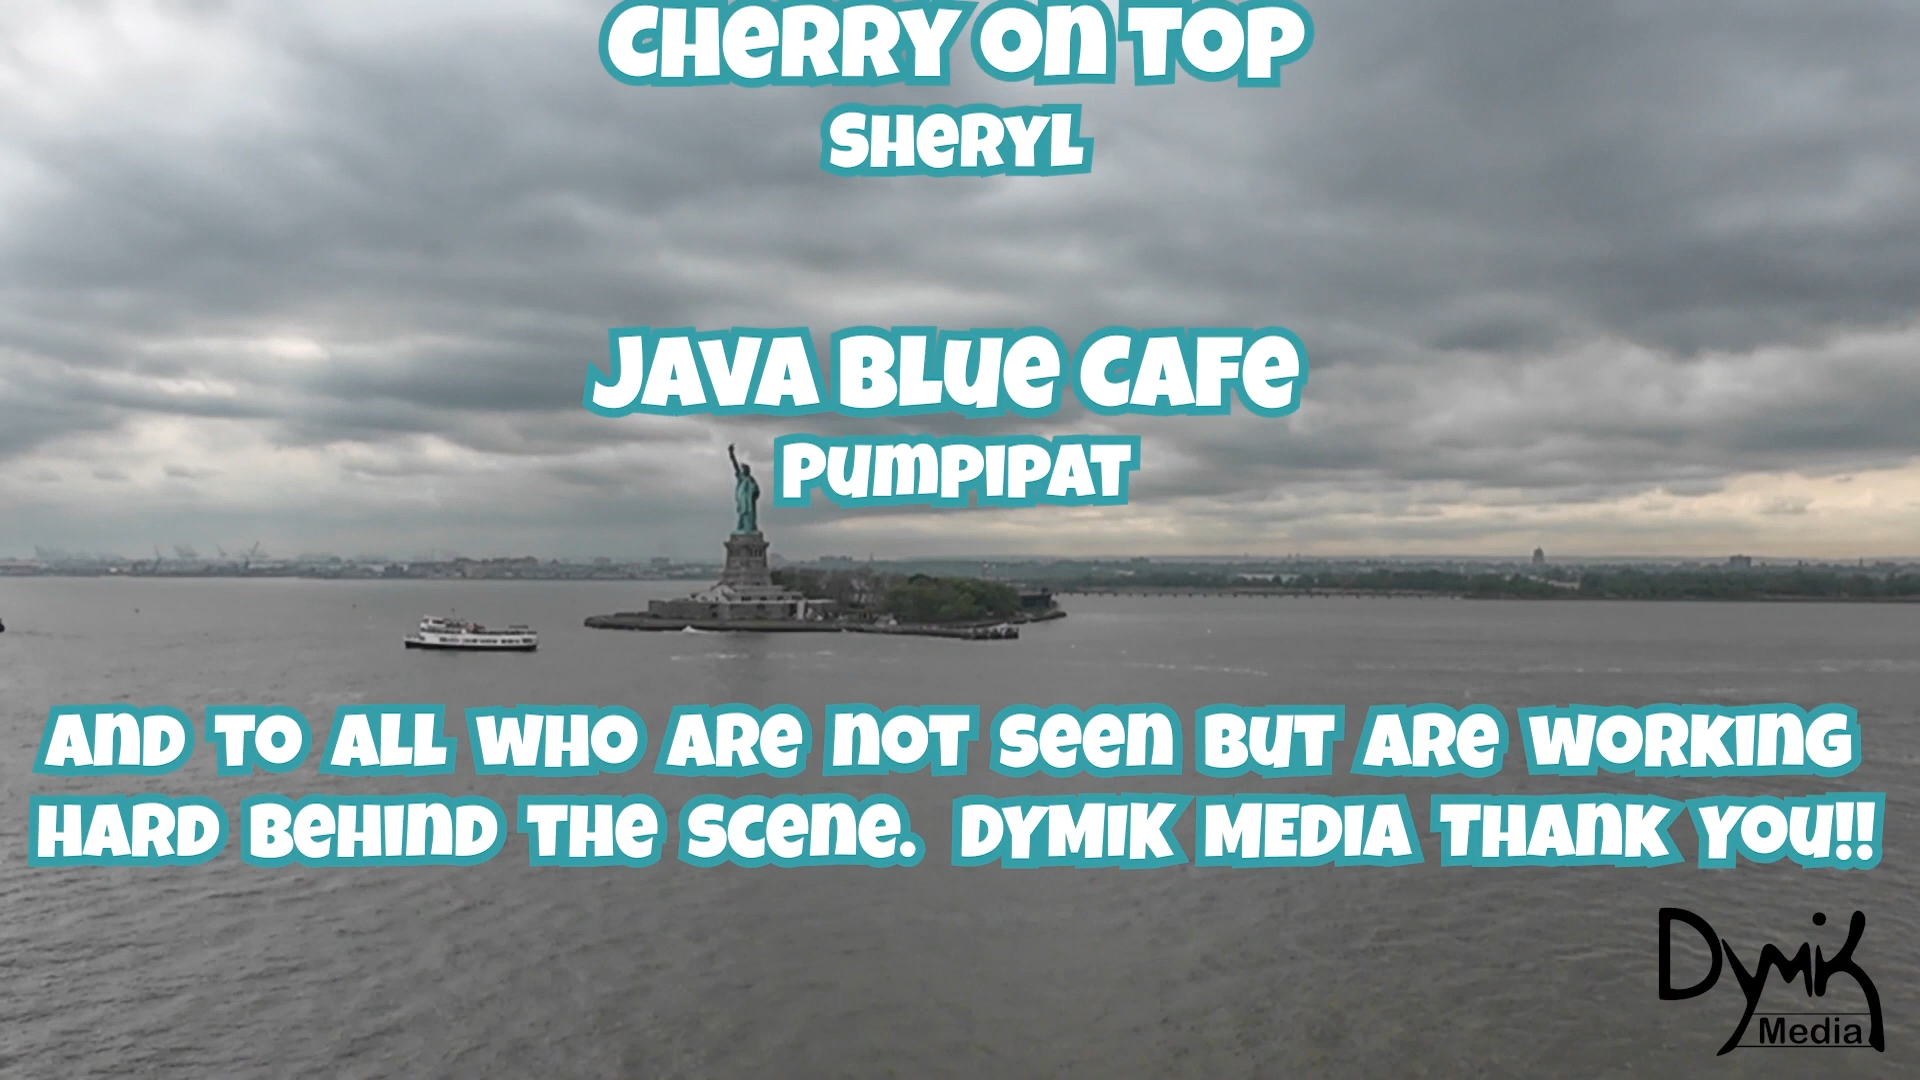 CHERRY ON TOP
SHERYL
JAVA BLUE CAFE
PUMPIPAT
AND TO ALL WHO ARE NOT SEEN BUT ARE WORKING
HARD BEHIND THE SCENE. DYMIK MEDIA THANK YOU!!
Dymik
Media